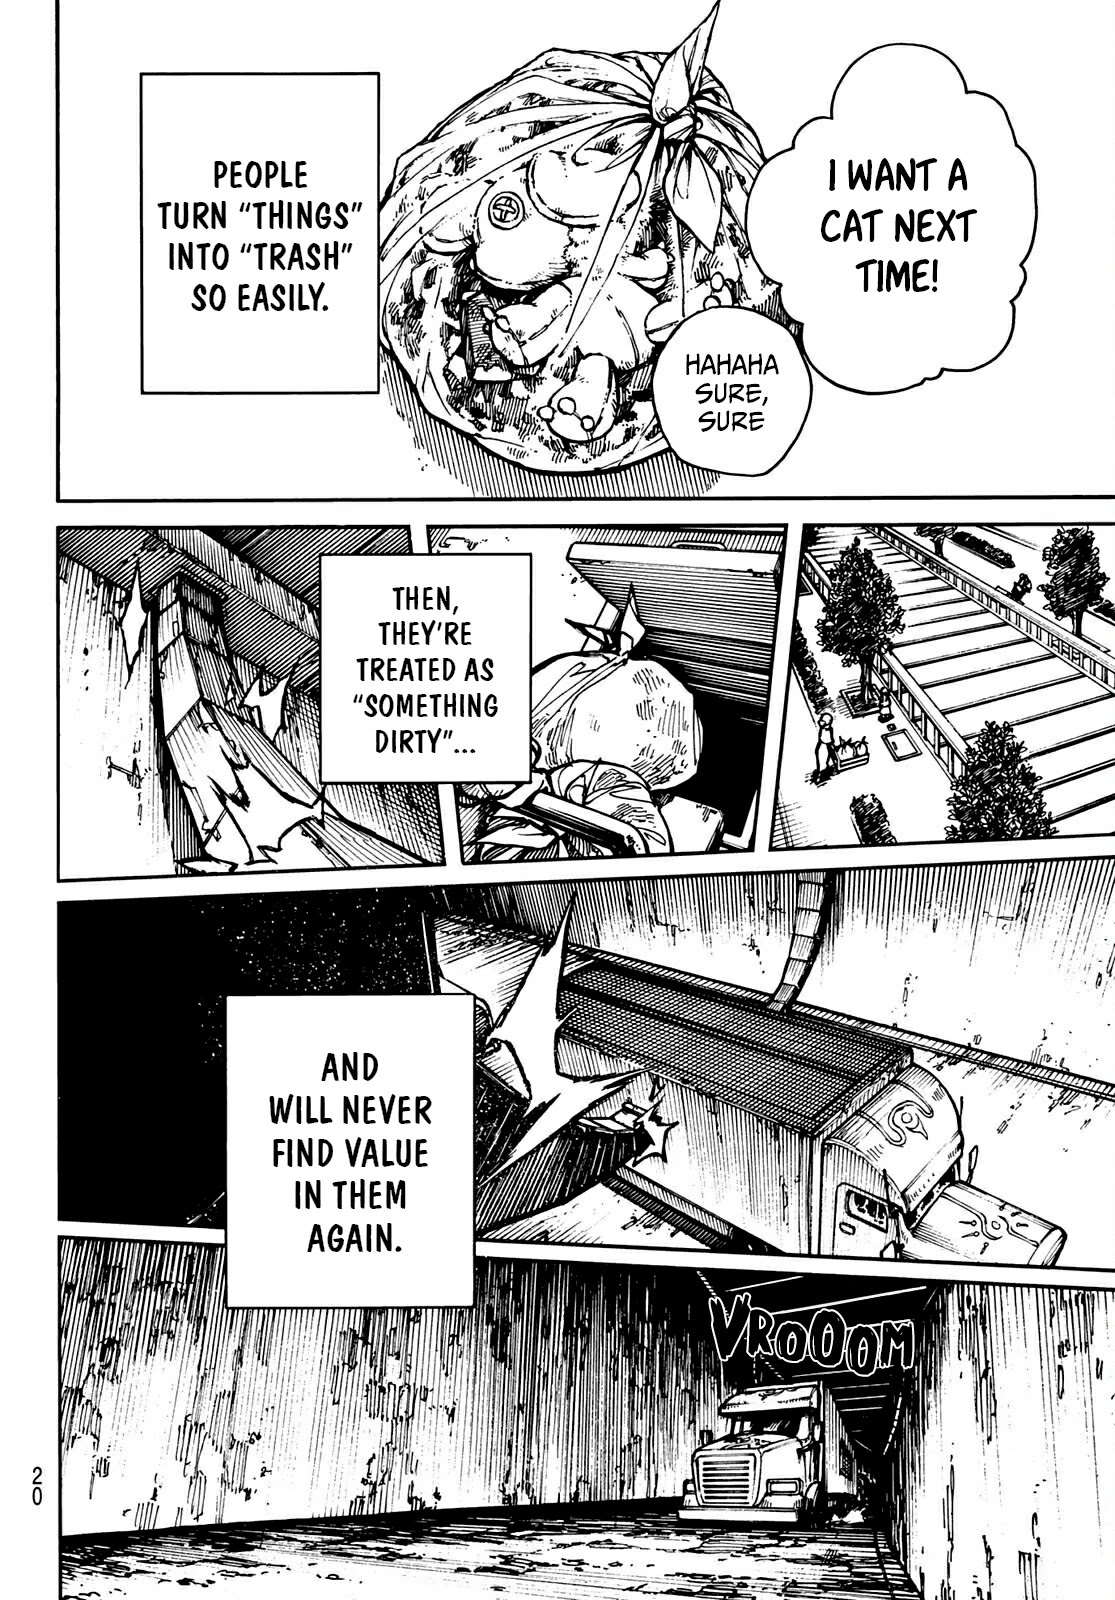 I WANT A
CAT NEXT
TIME!
HAHAHA
SURE,
SURE
PEOPLE
TURN “THINGS”
INTO “TRASH”
SO EASILY.
THEN,
THEY’RE
TREATED AS
“SOMETHING
DIRTY”...
AND
WILL NEVER
FIND VALUE
IN THEM
AGAIN.
VROOOM
20